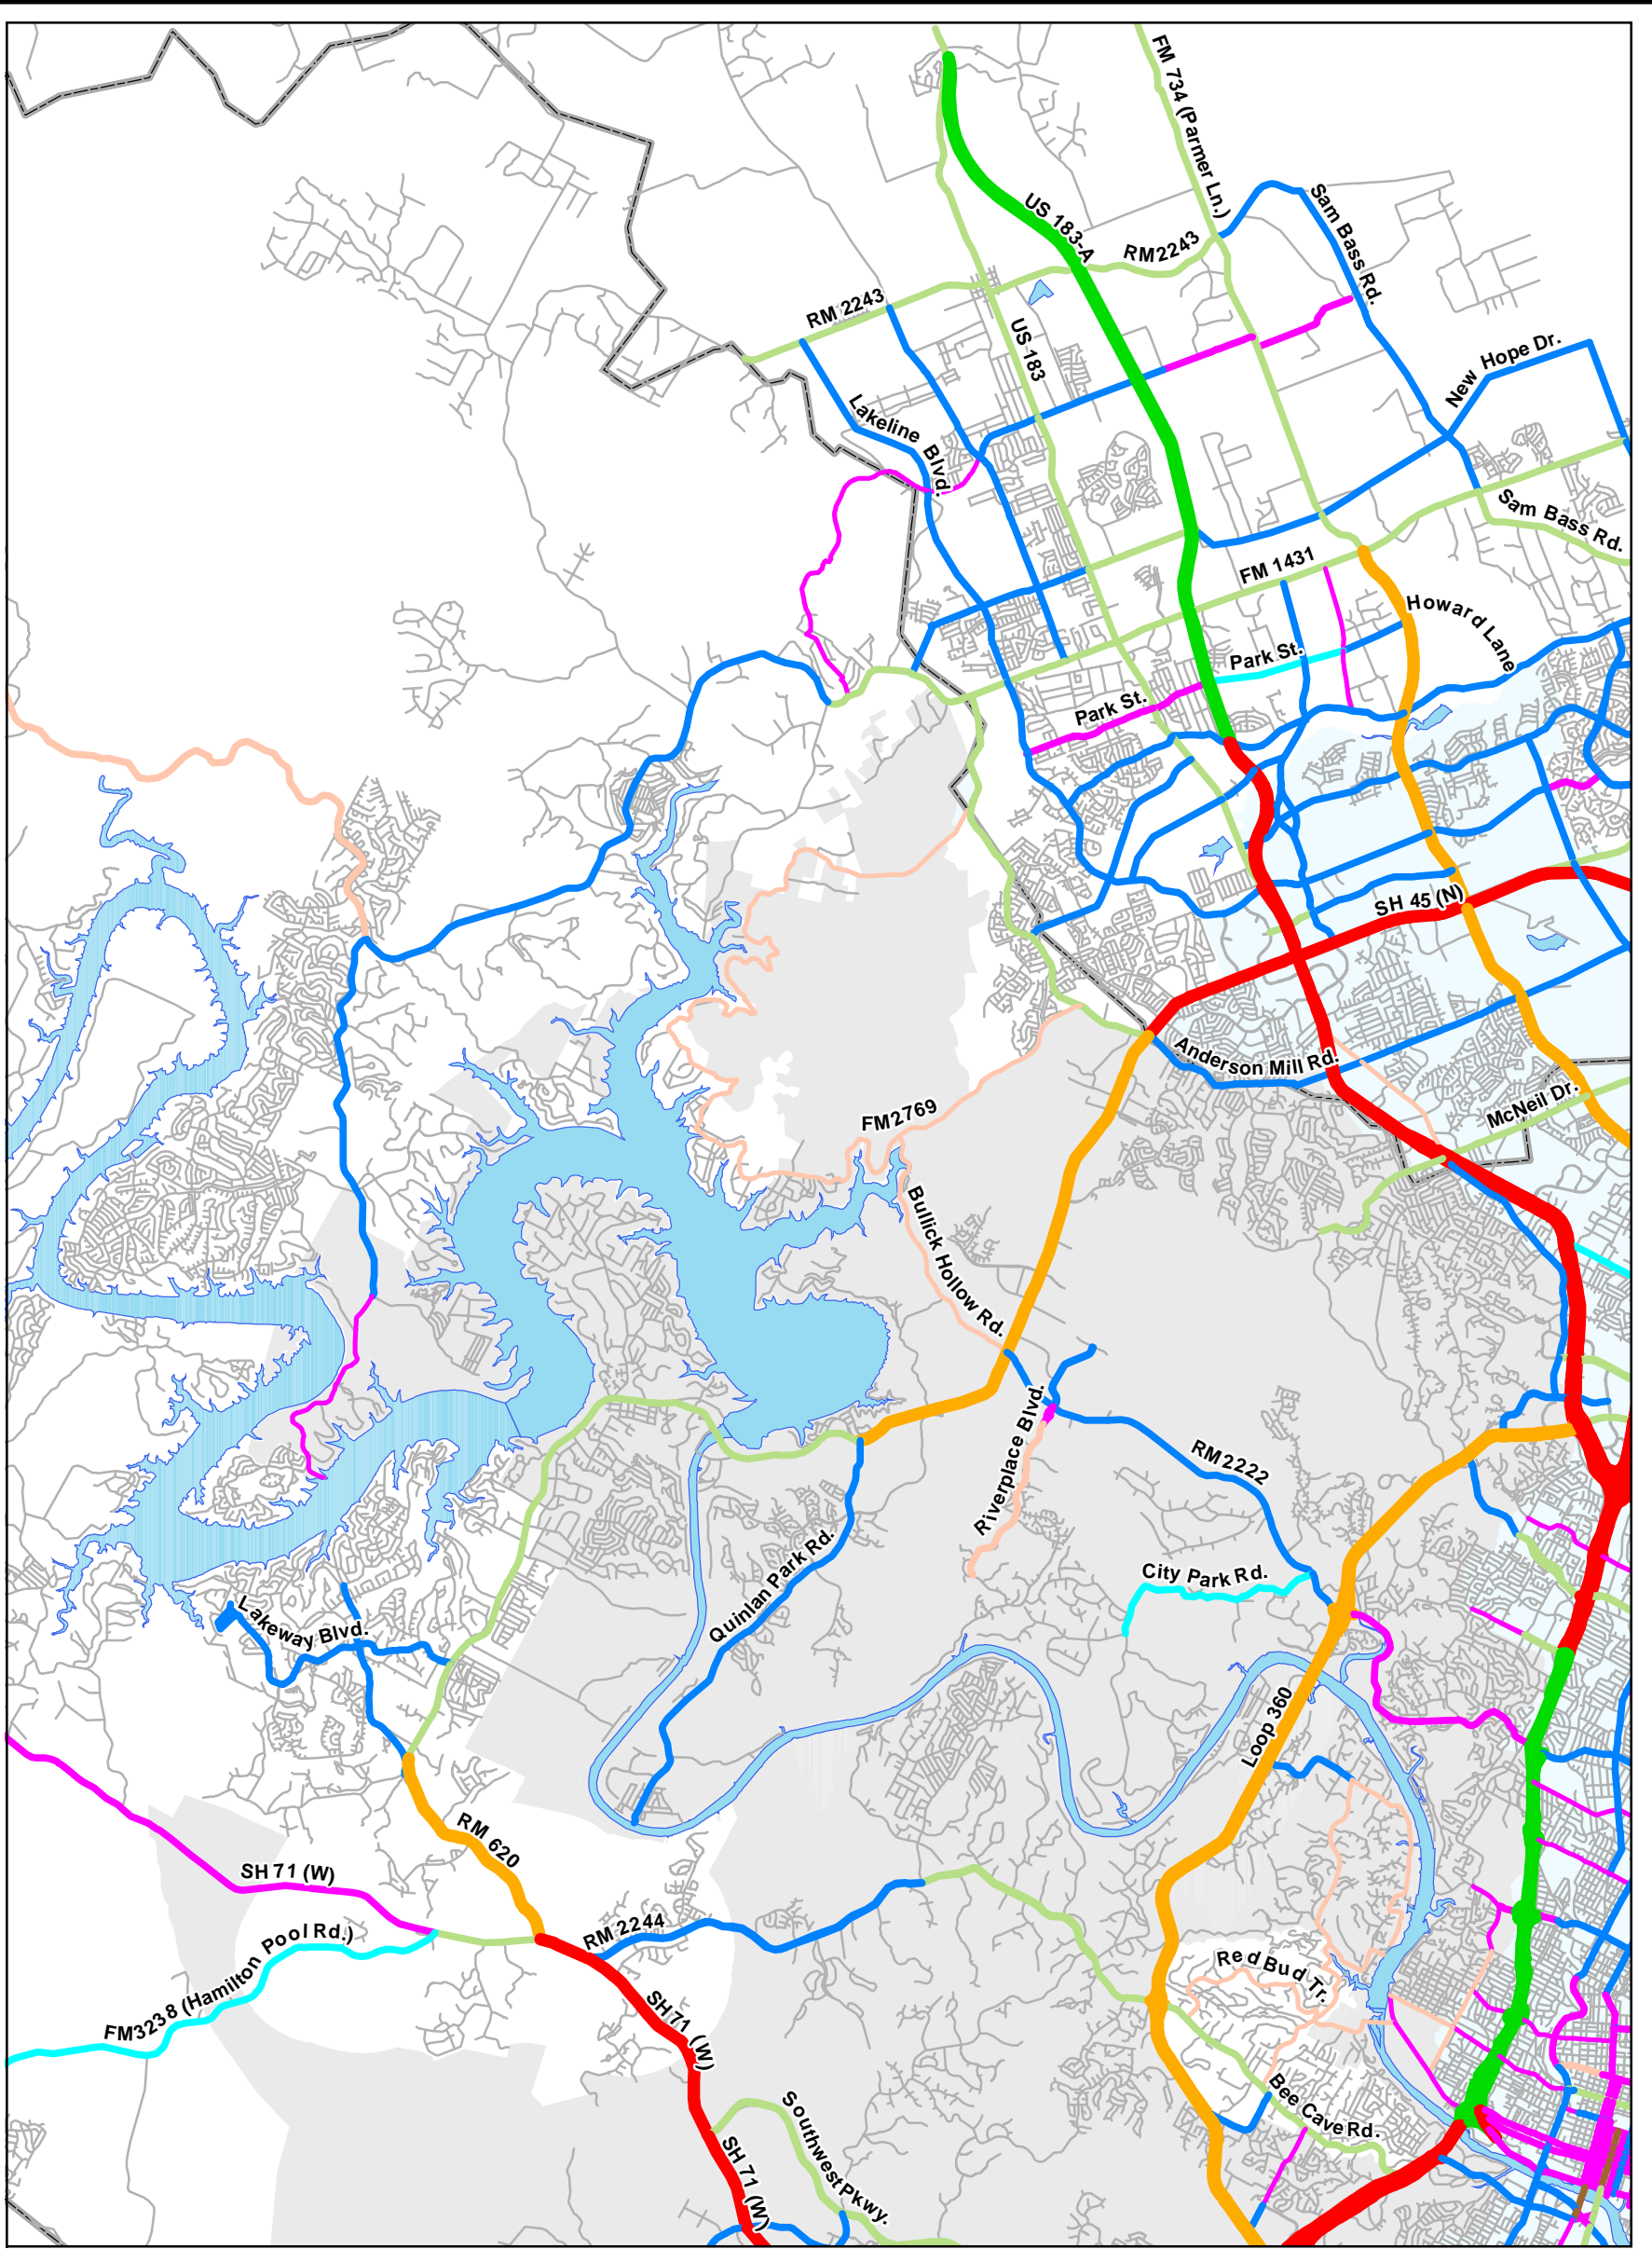 FM 734 (Parmer Ln.)
US 183-A
RM2243
Sam Bass Rd.
RM 2243
US 183
New Hope Dr.
Lakeline Blvd.
Sam Bass Rd.
FM 1431
Howard Lane
Park St.
Park St.
SH 45 (N)
Anderson Mill Rd.
McNeil Dr.
FM2769
Bullick Hollow Rd.
Riverplace Blvd.
RM2222
Quinlan Park Rd.
City Park Rd.
Lakeway Blvd.
Loop 360
RM 620
SH 71 (W)
RM 2244
FM3238 (Hamilton Pool Rd.)
Red Bud Tr.
SH71 (W)
Bee Cave Rd.
Southwest Pkwy.
SH 71 (W)